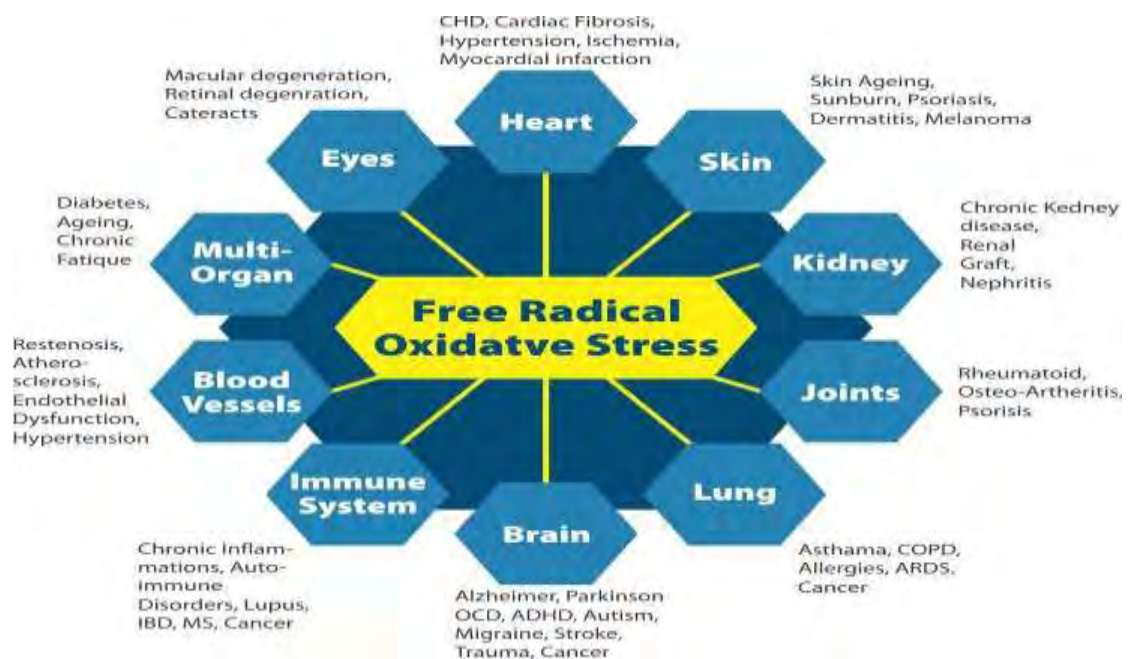 CHD, Cardiac Fibrosis,
Hypertension, Ischemia,
Myocardial infarction
Heart
Skin Ageing,
Sunburn, Psoriasis,
Dermatitis, Melanoma
Skin
Chronic Kedney
disease,
Renal
Graft,
Nephritis
Kidney
Rheumatoid,
Osteo-Artheritis,
Psorisis
Joints
Asthama, COPD,
Allergies, ARDS,
Cancer
Lung
Alzheimer, Parkinson
OCD, ADHD, Autism,
Migraine, Stroke,
Trauma, Cancer
Brain
Chronic Inflam-
mations, Auto-
immune
Disorders, Lupus,
IBD, MS, Cancer
Immune
System
Restenosis,
Athero-
sclerosis,
Endothelial
Dysfunction,
Hypertension
Blood
Vessels
Diabetes,
Ageing,
Chronic
Fatique
Multi-
Organ
Macular degeneration,
Retinal degenration,
Cateracts
Eyes
Free Radical
Oxidatve Stress